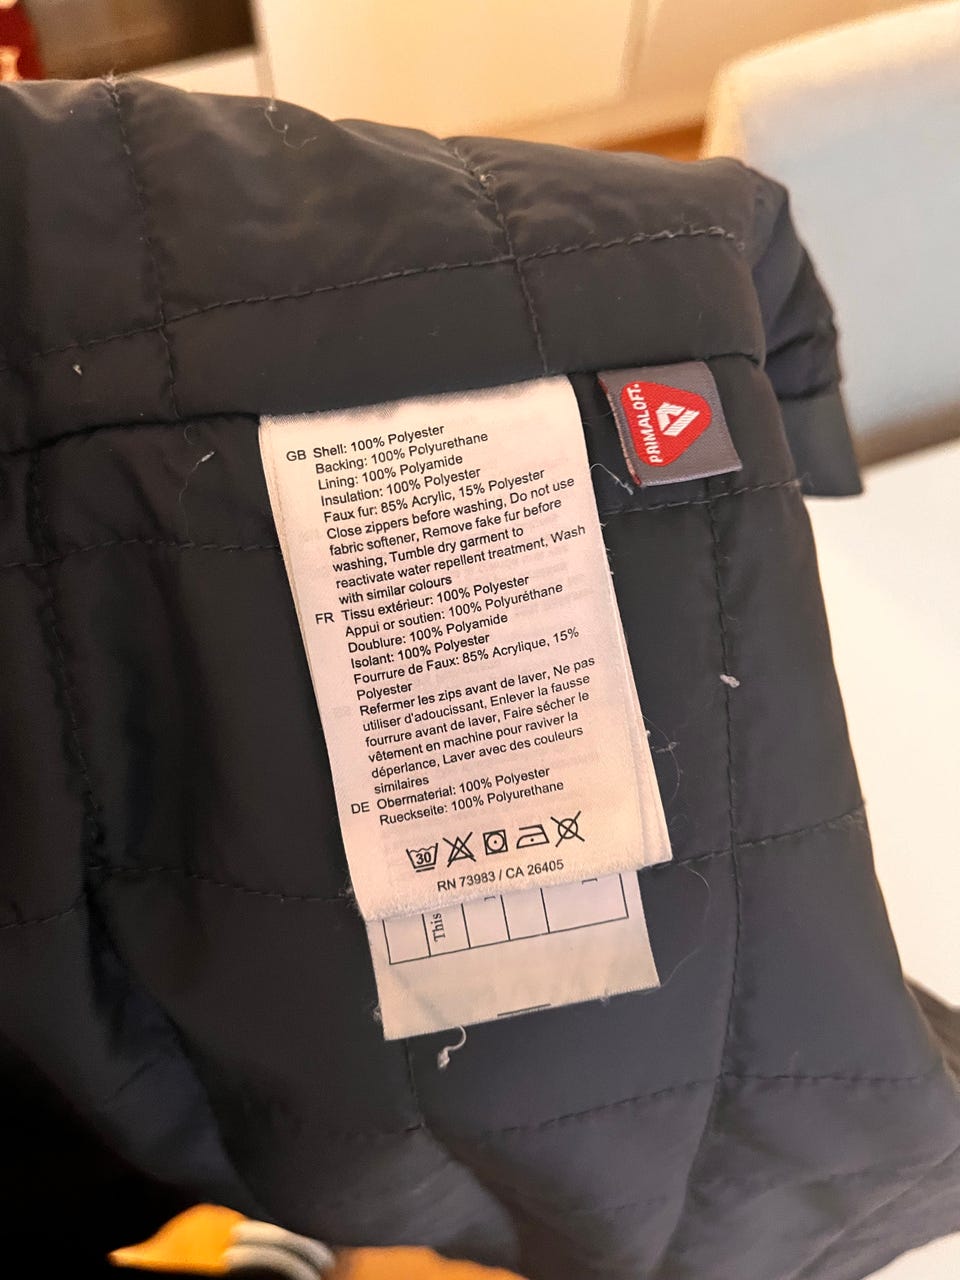 GB Shell: 100% Polyester
Backing: 100% Polyurethane
Lining: 100% Polyamide
Insulation: 100% Polyester
Faux fur: 85% Acrylic, 15% Polyester
Close zippers before washing, Do not use
fabric softener, Remove fake fur before
washing, Tumble dry garment to
reactivate water repellent treatment, Wash
with similar colours
FR Tissu extérieur: 100% Polyester
Appui or soutien: 100% Polyuréthane
Doublure: 100% Polyamide
Isolant: 100% Polyester
Fourrure de Faux: 85% Acrylique, 15%
Polyester
Refermer les zips avant de laver, Ne pas
utiliser d'adoucissant, Enlever la fausse
fourrure avant de laver, Faire sécher le
vêtement en machine pour raviver la
déperlance, Laver avec des couleurs
similaires
DE Obermaterial: 100% Polyester
Rueckseite: 100% Polyurethane
30
RN 73983 / CA 26405
This
PRIMALOFT.